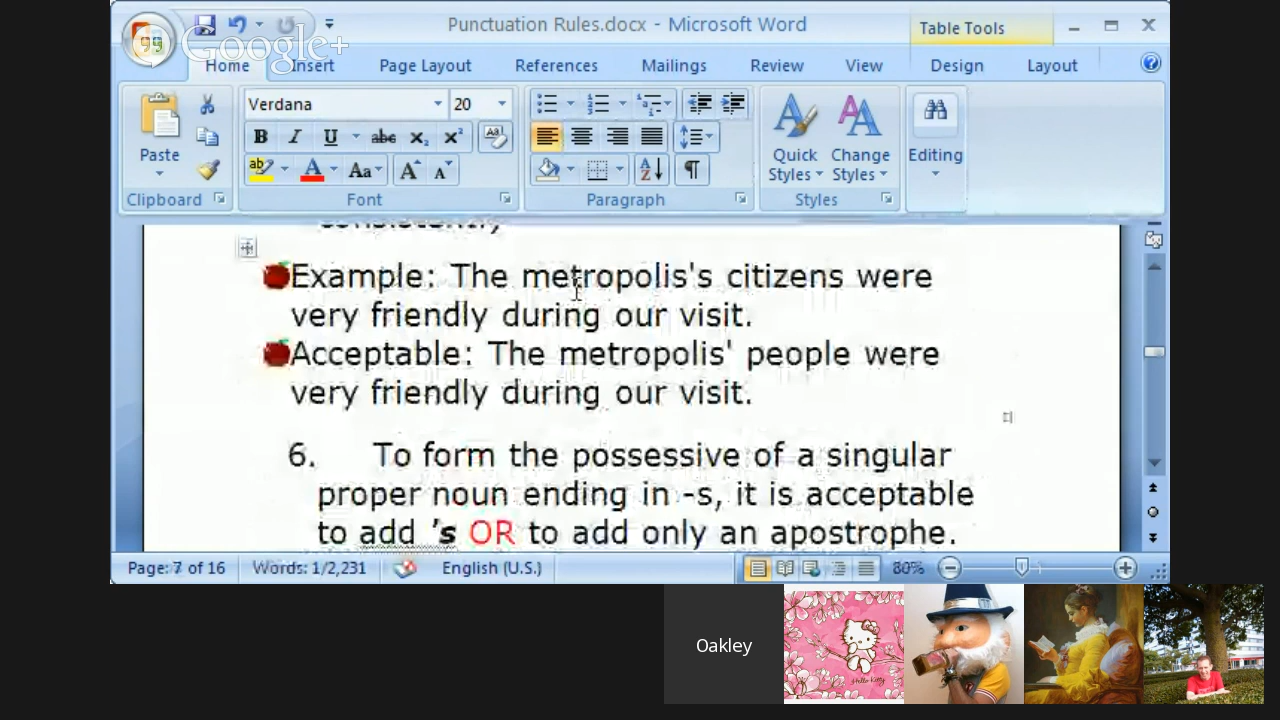 Punctuation Rules.docx - Microsoft Word
Table Tools
Google+
Home Insert Page Layout References Mailings Review View Design Layout
Verdana 20
Paste
Quick Styles
Change Styles
Editing
Clipboard Font Paragraph Styles
Example: The metropolis's citizens were
very friendly during our visit.
Acceptable: The metropolis' people were
very friendly during our visit.
6. To form the possessive of a singular
proper noun ending in -s, it is acceptable
to add 's OR to add only an apostrophe.
Page: 7 of 16 Words: 1/2,231 English (U.S.) 80%
Oakley
Hello Kitty